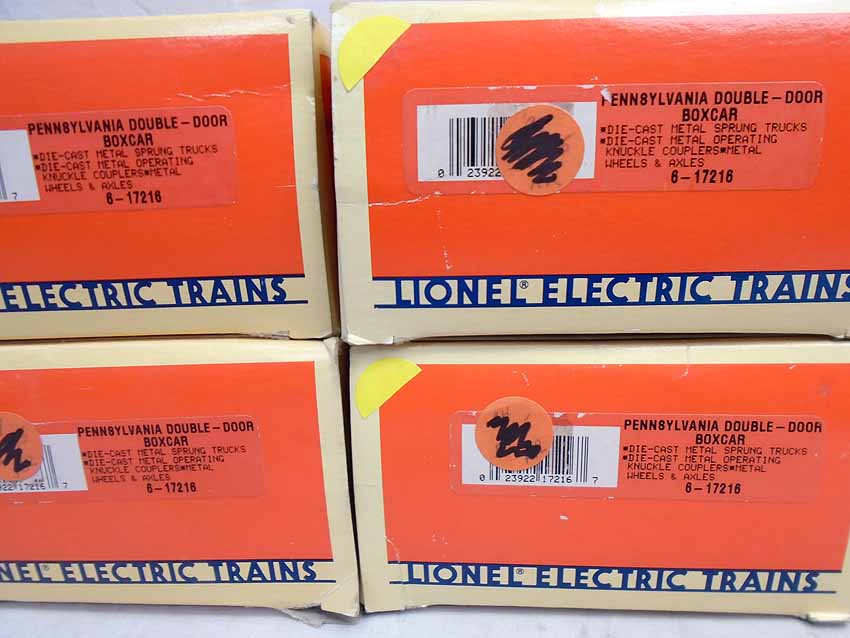 PENNSYLVANIA DOUBLE-DOOR
BOXCAR
▪DIE-CAST METAL SPRUNG TRUCKS
▪DIE-CAST METAL OPERATING
KNUCKLE COUPLERS▪METAL
WHEELS & AXLES
6-17216
7
ELECTRIC TRAINS
PENNSYLVANIA DOUBLE-DOOR
BOXCAR
▪DIE-CAST METAL SPRUNG TRUCKS
▪DIE-CAST METAL OPERATING
KNUCKLE COUPLERS▪METAL
WHEELS & AXLES
6-17216
0 23922
LIONEL® ELECTRIC TRAINS
PENNSYLVANIA DOUBLE-DOOR
BOXCAR
▪DIE-CAST METAL SPRUNG TRUCKS
▪DIE-CAST METAL OPERATING
KNUCKLE COUPLERS▪METAL
WHEELS & AXLES
6-17216
3922 17216 7
NEL® ELECTRIC TRAINS
PENNSYLVANIA DOUBLE-DOOR
BOXCAR
▪DIE-CAST METAL SPRUNG TRUCKS
▪DIE-CAST METAL OPERATING
KNUCKLE COUPLERS▪METAL
WHEELS & AXLES
6-17216
0 23922 17216 7
LIONEL® ELECTRIC TRAINS